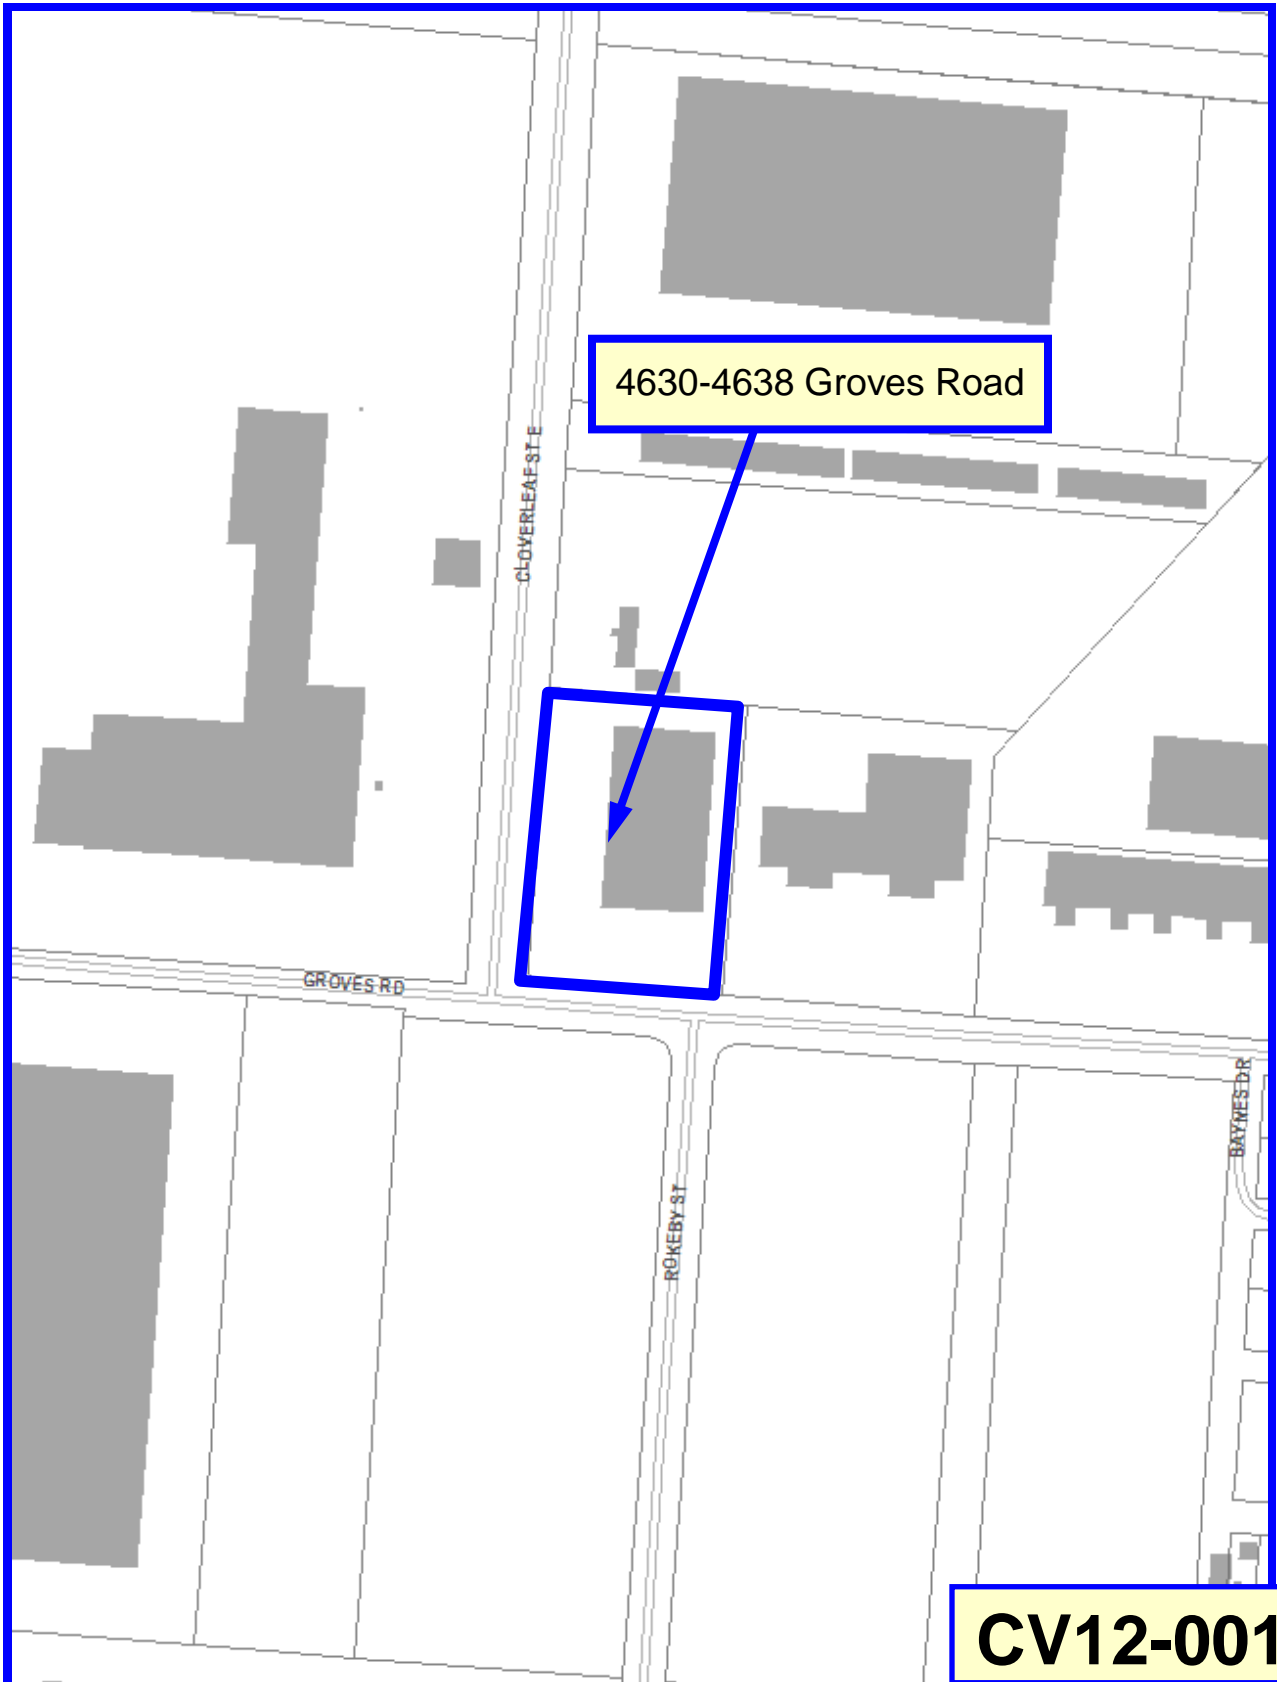 4630-4638 Groves Road
CLOVERLEAF ST E
GROVES RD
BAYNES DR
ROKEBY ST
CV12-001